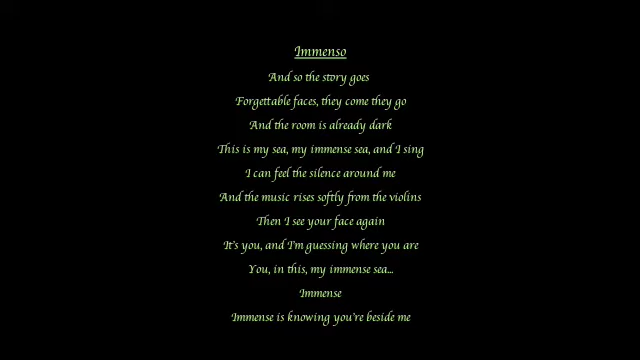 Immenso
And so the story goes
Forgettable faces, they come they go
And the room is already dark
This is my sea, my immense sea, and I sing
I can feel the silence around me
And the music rises softly from the violins
Then I see your face again
It's you, and I'm guessing where you are
You, in this, my immense sea...
Immense
Immense is knowing you're beside me